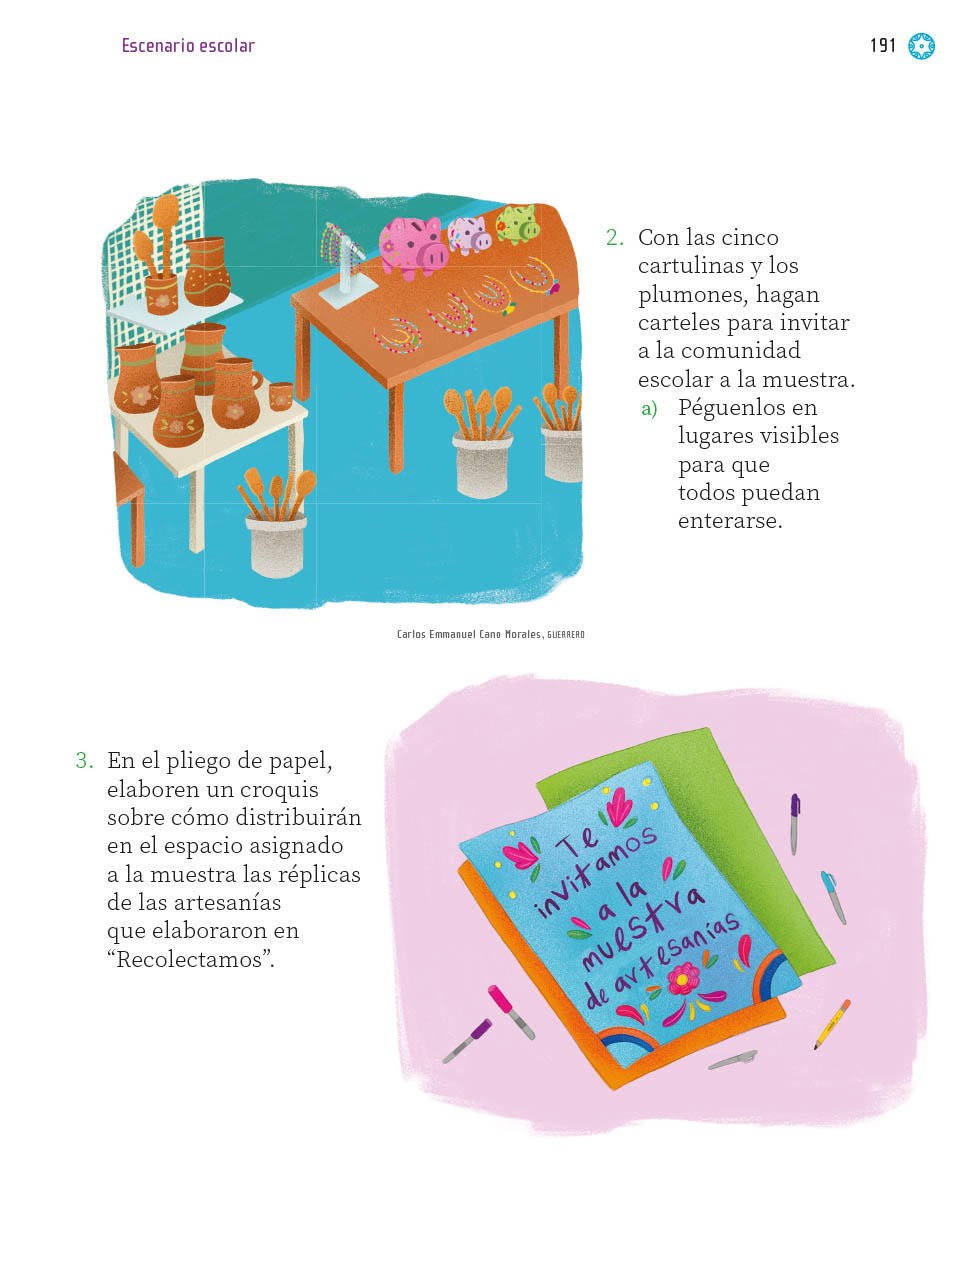 Escenario escolar
191
2. Con las cinco
cartulinas y los
plumones, hagan
carteles para invitar
a la comunidad
escolar a la muestra.
a) Péguenlos en
lugares visibles
para que
todos puedan
enterarse.
Carlos Emmanuel Cano Morales, GUERRERO
3. En el pliego de papel,
elaboren un croquis
sobre cómo distribuirán
en el espacio asignado
a la muestra las réplicas
de las artesanías
que elaboraron en
“Recolectamos”.
Te
invitamos
a la
muestra
de artesanías